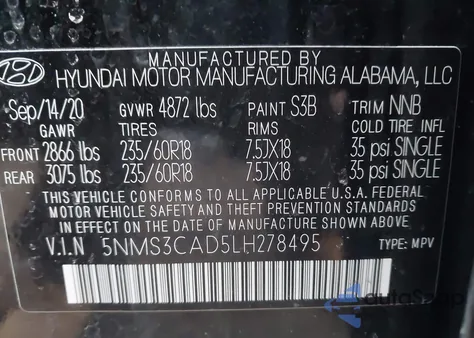 MANUFACTURED BY
HYUNDAI MOTOR MANUFACTURING ALABAMA, LLC
Sep/14/20 GVWR 4872 lbs PAINT S3B TRIM NNB
GAWR TIRES RIMS COLD TIRE INFL
FRONT 2866 lbs 235/60R18 7.5JX18 35 psi SINGLE
REAR 3075 lbs 235/60R18 7.5JX18 35 psi SINGLE
THIS VEHICLE CONFORMS TO ALL APPLICABLE U.S.A. FEDERAL
MOTOR VEHICLE SAFETY AND THEFT PREVENTION STANDARDS
IN EFFECT ON THE DATE OF MANUFACTURE SHOWN ABOVE.
V.I.N 5NMS3CAD5LH278495 TYPE: MPV